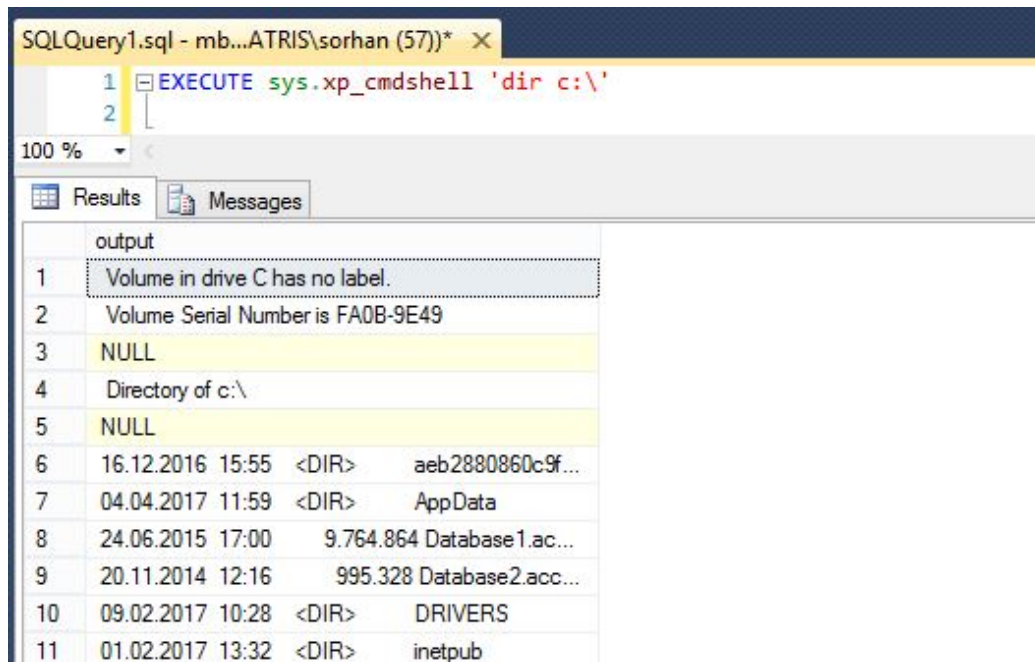 SQLQuery1.sql - mb...ATRIS\sorhan (57))* ×
1 EXECUTE sys.xp_cmdshell 'dir c:\'
2
100 %
Results Messages
output
1 Volume in drive C has no label.
2 Volume Serial Number is FA0B-9E49
3 NULL
4 Directory of c:\
5 NULL
6 16.12.2016 15:55 <DIR> aeb2880860c9f...
7 04.04.2017 11:59 <DIR> AppData
8 24.06.2015 17:00 9.764.864 Database1.ac...
9 20.11.2014 12:16 995.328 Database2.acc...
10 09.02.2017 10:28 <DIR> DRIVERS
11 01.02.2017 13:32 <DIR> inetpub